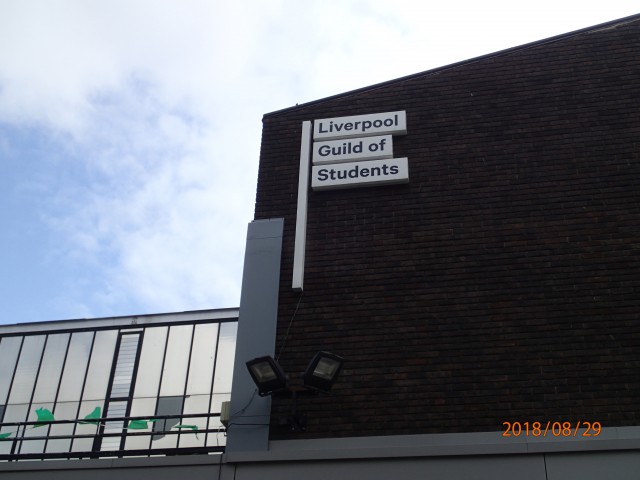 Liverpool
Guild of
Students
2018/08/29